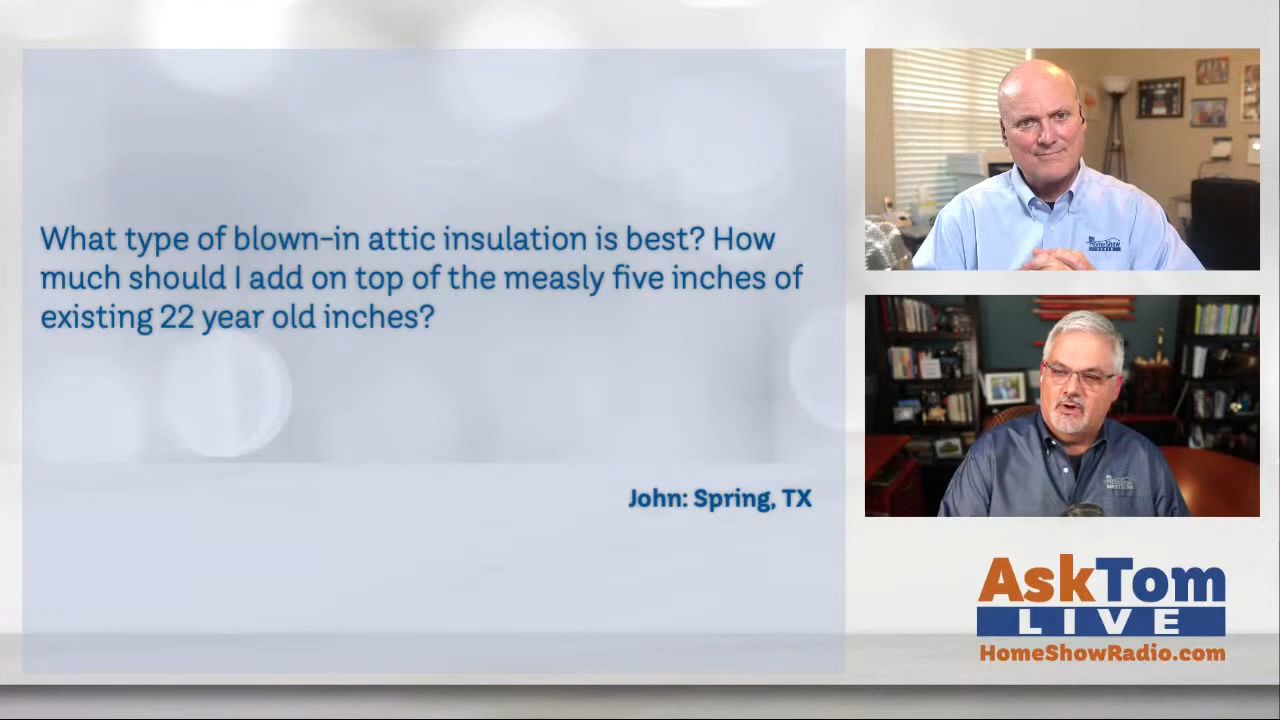 What type of blown-in attic insulation is best? How
much should I add on top of the measly five inches of
existing 22 year old inches?
John: Spring, TX
AskTom
LIVE
HomeShowRadio.com